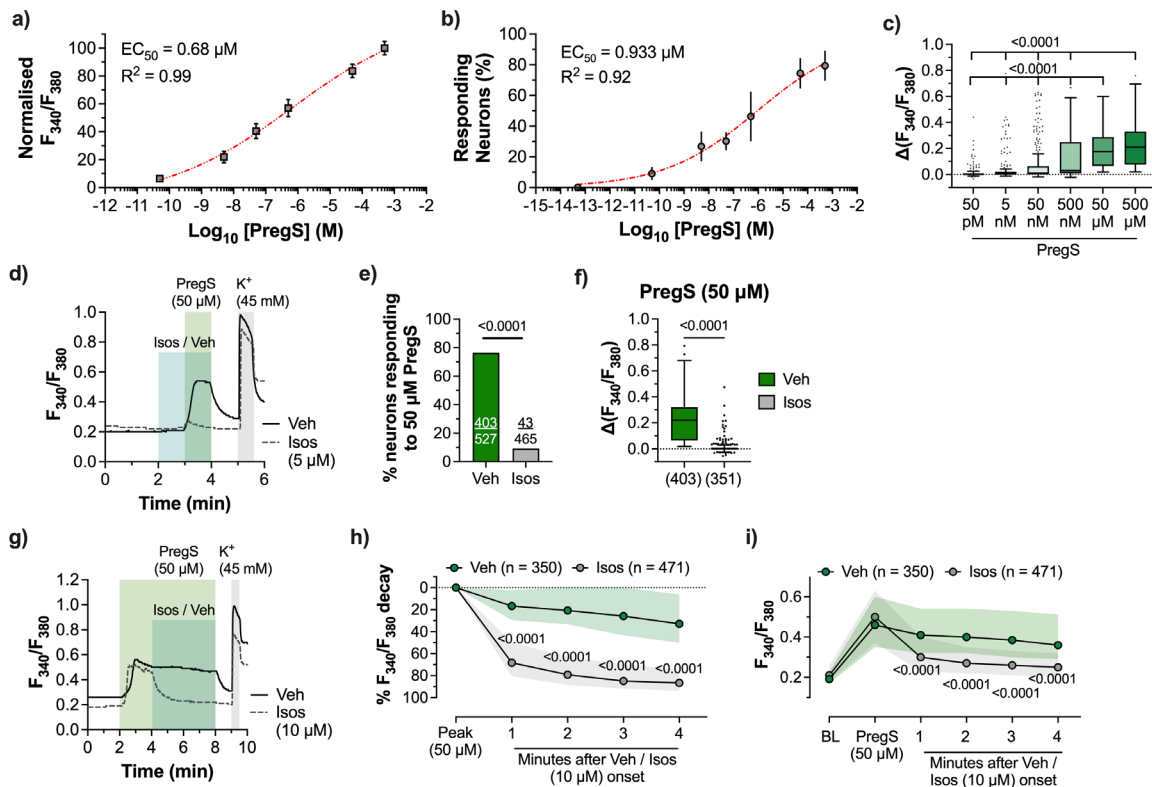 a)
Normalised
F340/F380
EC50 = 0.68 µM
R2 = 0.99
100
80
60
40
20
0
-12 -11 -10 -9 -8 -7 -6 -5 -4 -3 -2
Log10 [PregS] (M)
b)
Responding
Neurons (%)
EC50 = 0.933 µM
R2 = 0.92
100
80
60
40
20
0
-15 -14 -13 -12 -11 -10 -9 -8 -7 -6 -5 -4 -3 -2
Log10 [PregS] (M)
c)
Δ(F340/F380)
<0.0001
<0.0001
1.0
0.8
0.6
0.4
0.2
0.0
50 5 50 500 50 500
pM nM nM nM µM µM
PregS
d)
PregS
(50 µM)
K+
(45 mM)
Isos / Veh
F340/F380
1.0
0.8
0.6
0.4
0.2
0.0
Veh
Isos
(5 µM)
0 2 4 6
Time (min)
e)
% neurons responding
to 50 µM PregS
<0.0001
100
80
60
40
20
0
403
527
43
465
Veh Isos
f)
PregS (50 µM)
<0.0001
Δ(F340/F380)
1.0
0.8
0.6
0.4
0.2
0.0
(403) (351)
Veh
Isos
g)
PregS
(50 µM)
K+
(45 mM)
Isos / Veh
F340/F380
1.2
1.0
0.8
0.6
0.4
0.2
0.0
Veh
Isos
(10 µM)
0 2 4 6 8 10
Time (min)
h)
Veh (n = 350) Isos (n = 471)
% F340/F380 decay
0
20
40
60
80
100
<0.0001
<0.0001
<0.0001
<0.0001
Peak
(50 µM)
1 2 3 4
Minutes after Veh / Isos
(10 µM) onset
i)
Veh (n = 350) Isos (n = 471)
F340/F380
0.8
0.6
0.4
0.2
<0.0001
<0.0001
<0.0001
<0.0001
BL PregS 1 2 3 4
(50 µM)
Minutes after Veh /
Isos (10 µM) onset